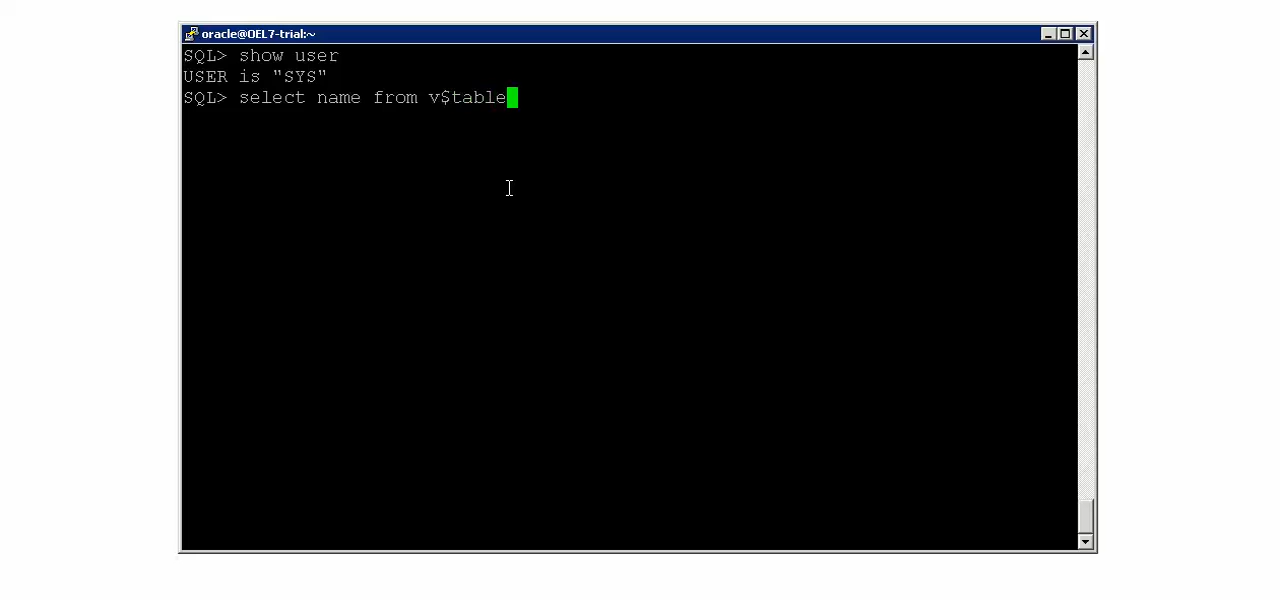 oracle@OEL7-trial:~
SQL> show user
USER is "SYS"
SQL> select name from v$table